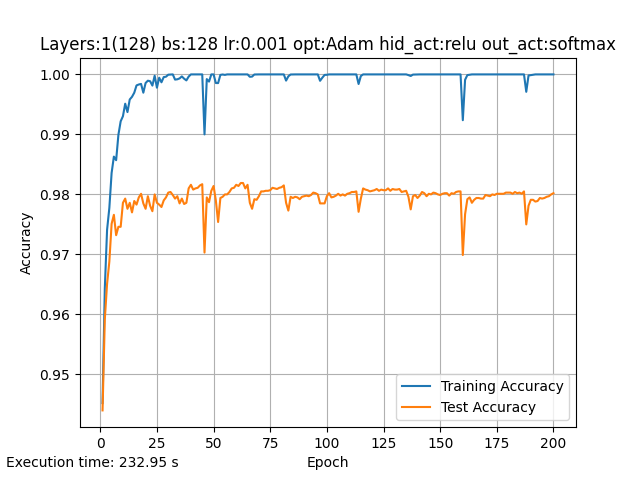 Layers:1(128) bs:128 lr:0.001 opt:Adam hid_act:relu out_act:softmax
1.00
0.99
0.98
0.97
0.96
0.95
Accuracy
Training Accuracy
Test Accuracy
0 25 50 75 100 125 150 175 200
Execution time: 232.95 s Epoch